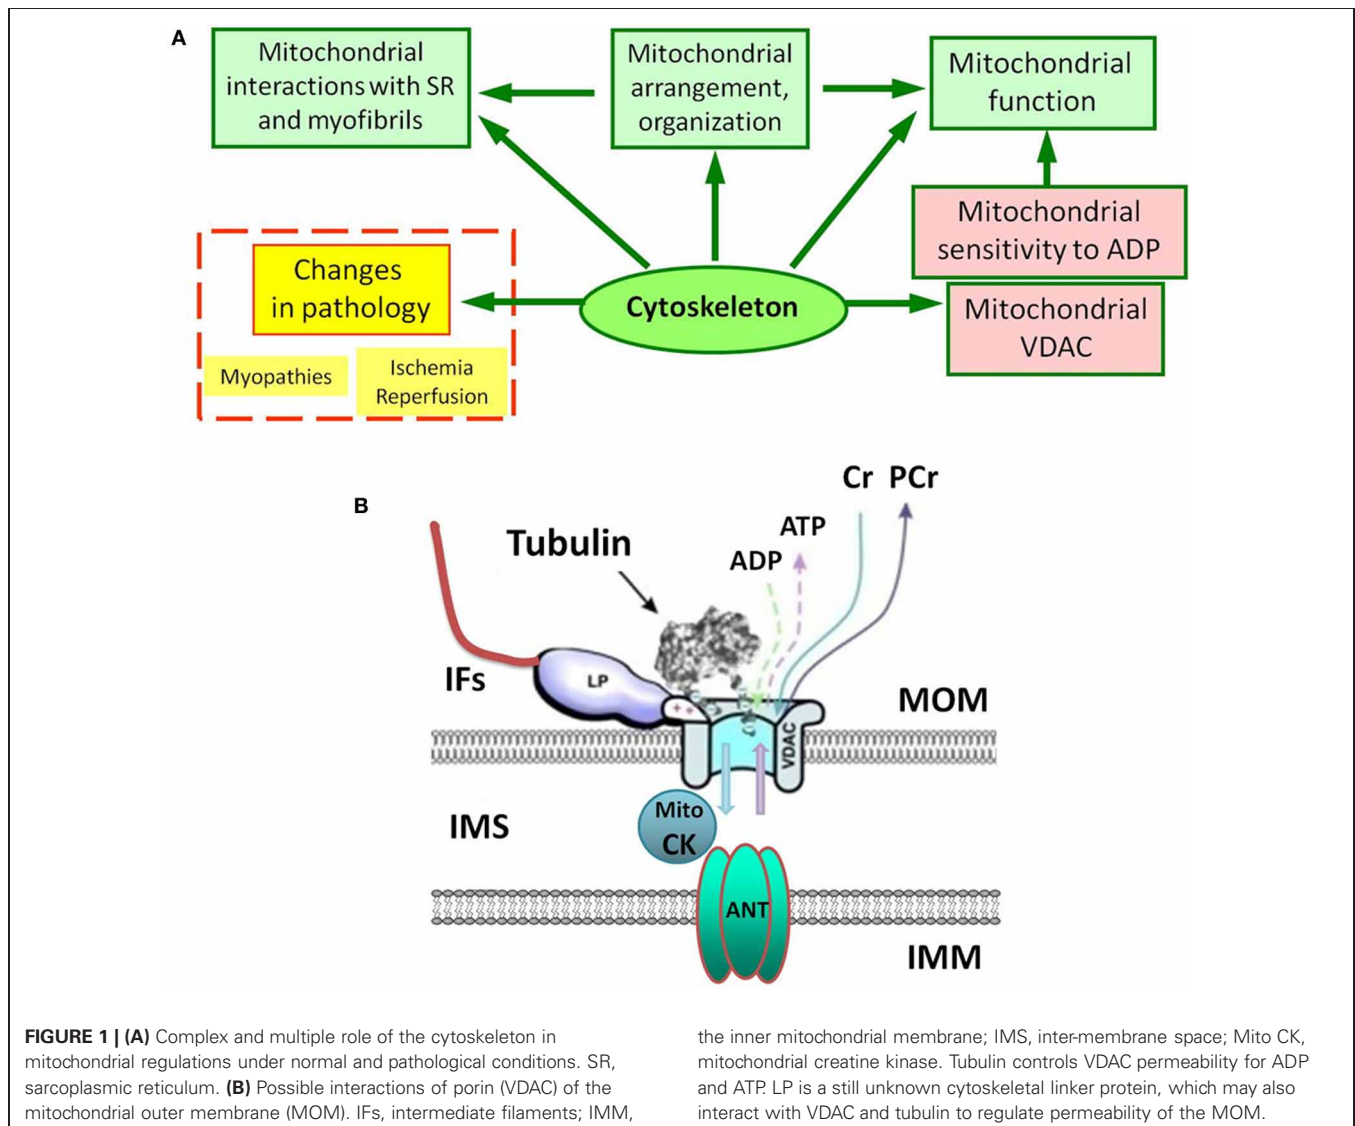 A
Mitochondrial
interactions with SR
and myofibrils
Mitochondrial
arrangement,
organization
Mitochondrial
function
Mitochondrial
sensitivity to ADP
Changes
in pathology
Cytoskeleton
Mitochondrial
VDAC
Myopathies
Ischemia
Reperfusion
B
Cr PCr
ATP
Tubulin
ADP
IFs
LP
++
MOM
VDAC
IMS
Mito
CK
ANT
IMM
FIGURE 1 | (A) Complex and multiple role of the cytoskeleton in
mitochondrial regulations under normal and pathological conditions. SR,
sarcoplasmic reticulum. (B) Possible interactions of porin (VDAC) of the
mitochondrial outer membrane (MOM). IFs, intermediate filaments; IMM,
the inner mitochondrial membrane; IMS, inter-membrane space; Mito CK,
mitochondrial creatine kinase. Tubulin controls VDAC permeability for ADP
and ATP. LP is a still unknown cytoskeletal linker protein, which may also
interact with VDAC and tubulin to regulate permeability of the MOM.